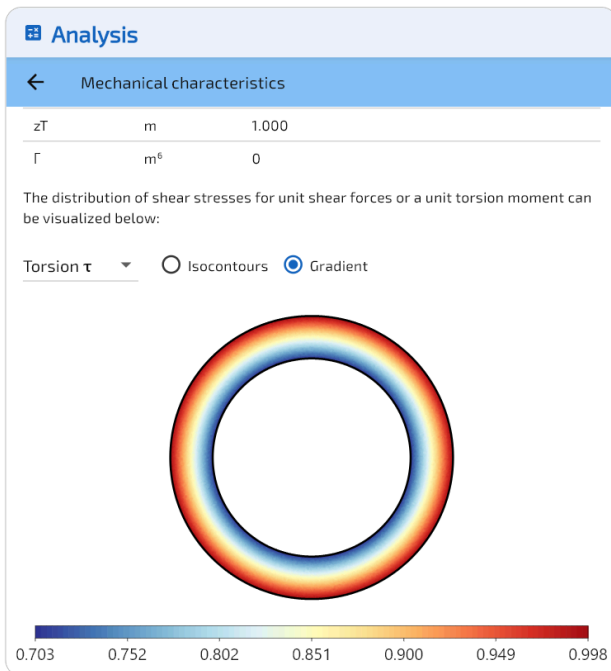 Analysis
Mechanical characteristics
zT m 1.000
Γ m⁶ 0
The distribution of shear stresses for unit shear forces or a unit torsion moment can
be visualized below:
Torsion τ Isocontours Gradient
0.703 0.752 0.802 0.851 0.900 0.949 0.998